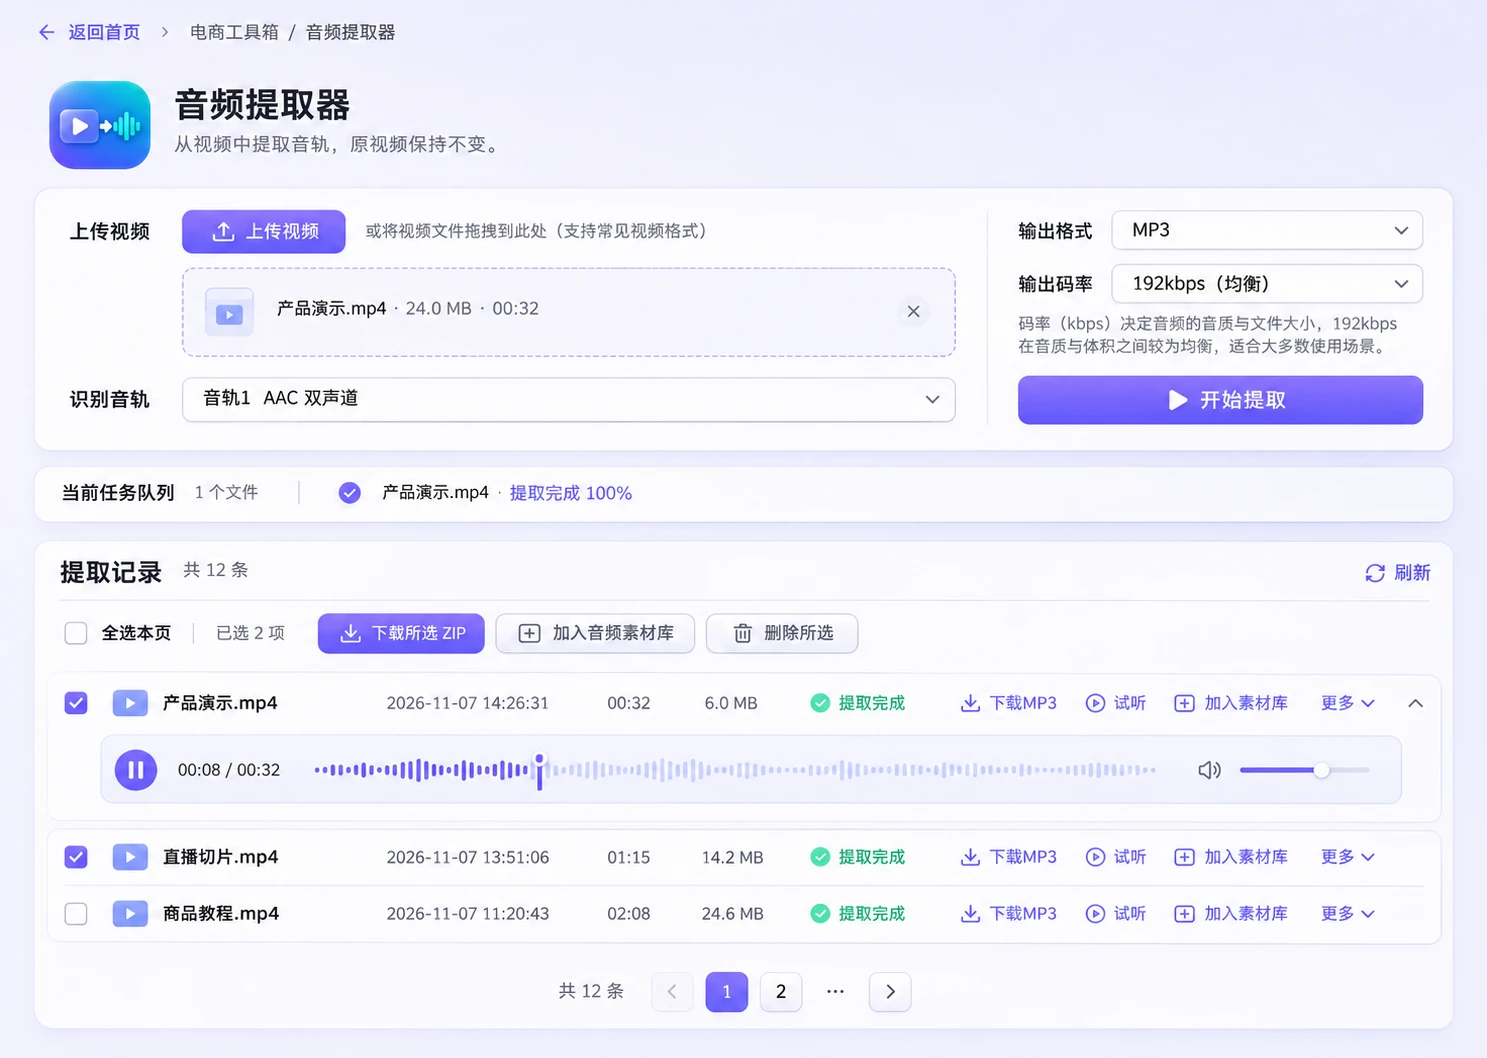 返回首页 › 电商工具箱 / 音频提取器
音频提取器
从视频中提取音轨，原视频保持不变。
上传视频
上传视频
或将视频文件拖拽到此处（支持常见视频格式）
产品演示.mp4 · 24.0 MB · 00:32
识别音轨
音轨1 AAC 双声道
输出格式
MP3
输出码率
192kbps（均衡）
码率（kbps）决定音频的音质与文件大小，192kbps
在音质与体积之间较为均衡，适合大多数使用场景。
开始提取
当前任务队列 1 个文件 产品演示.mp4 · 提取完成 100%
提取记录 共 12 条
刷新
全选本页 已选 2 项 下载所选 ZIP 加入音频素材库 删除所选
产品演示.mp4 2026-11-07 14:26:31 00:32 6.0 MB 提取完成 下载MP3 试听 加入素材库 更多
00:08 / 00:32
直播切片.mp4 2026-11-07 13:51:06 01:15 14.2 MB 提取完成 下载MP3 试听 加入素材库 更多
商品教程.mp4 2026-11-07 11:20:43 02:08 24.6 MB 提取完成 下载MP3 试听 加入素材库 更多
共 12 条 1 2 ···